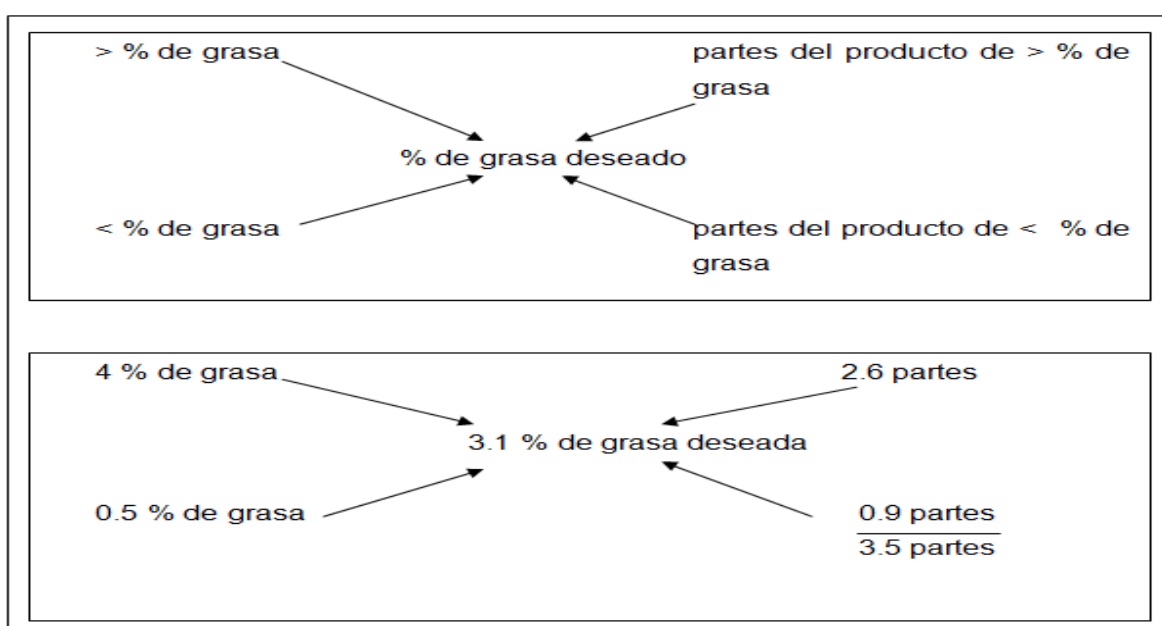 > % de grasa
partes del producto de > % de
grasa
% de grasa deseado
< % de grasa
partes del producto de < % de
grasa
4 % de grasa
2.6 partes
3.1 % de grasa deseada
0.5 % de grasa
0.9 partes
3.5 partes